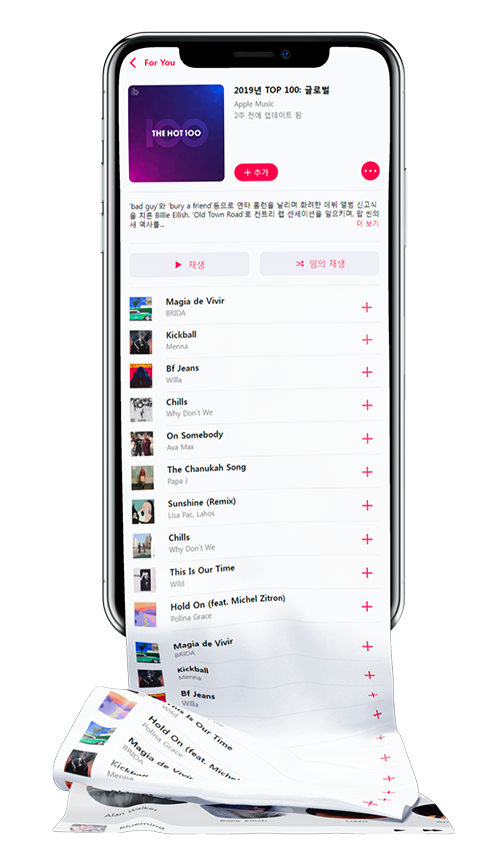 For You
2019년 TOP 100: 글로벌
Apple Music
2주 전에 업데이트 됨
THE HOT 100
+ 추가
'bad guy'와 'bury a friend'등으로 연타 홈런을 날리며 화려한 데뷔 앨범 신고식
을 치른 Billie Eilish. 'Old Town Road'로 컨트리 랩 센세이션을 일으키며, 팝 씬의
새 역사를...
더 보기
재생
임의 재생
Magia de Vivir
BRIDA
Kickball
Menna
Bf Jeans
Willa
Chills
Why Don't We
On Somebody
Ava Max
The Chanukah Song
Papa J
Sunshine (Remix)
Lisa Pac, Lahos
Chills
Why Don't We
This Is Our Time
Wlld
Hold On (feat. Michel Zitron)
Polina Grace
Magia de Vivir
BRIDA
Kickball
Menna
Bf Jeans
Willa
This Is Our Time
Wlld
Hold On (feat. Michel
Polina Grace
Magia de Vivir
BRIDA
Kickball
Menna
Alan Walker
Blueming